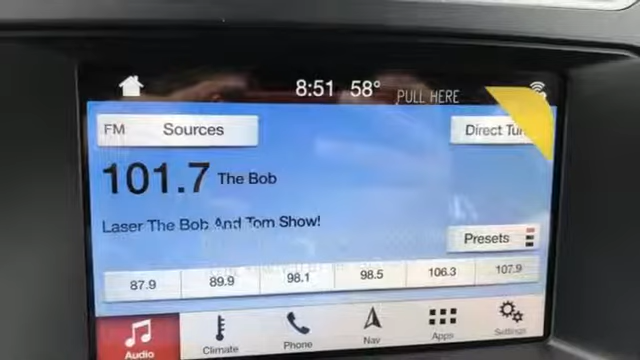 8:51 58° PULL HERE
FM Sources Direct Tun
101.7 The Bob
Laser The Bob And Tom Show!
Presets
87.9 89.9 98.1 98.5 106.3 107.9
Audio Climate Phone Nav Apps Settings